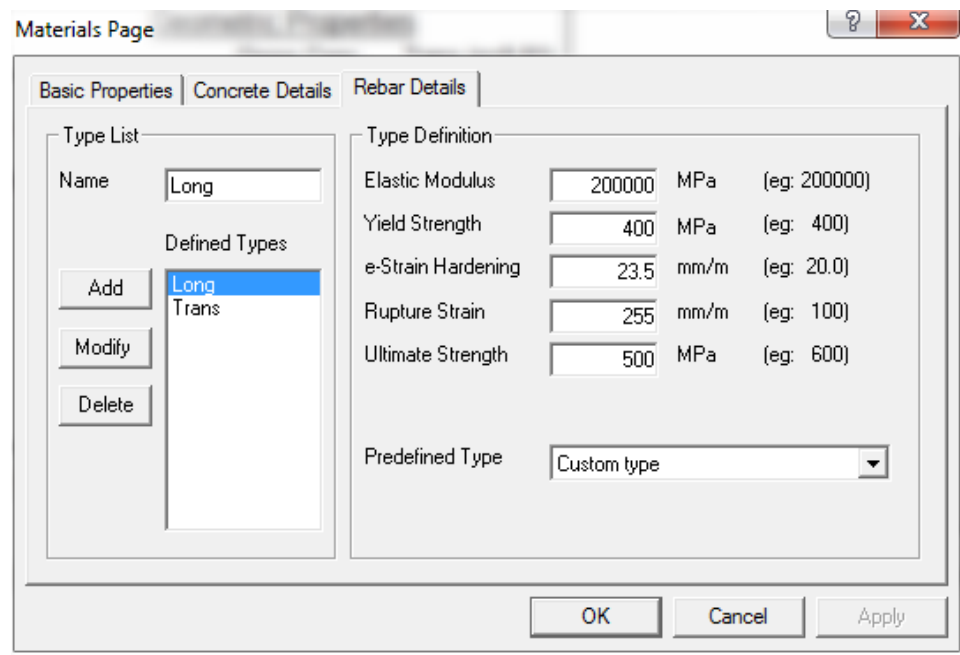 Materials Page
Basic Properties Concrete Details Rebar Details
Type List
Name Long
Defined Types
Long
Trans
Add
Modify
Delete
Type Definition
Elastic Modulus 200000 MPa (eg: 200000)
Yield Strength 400 MPa (eg: 400)
e-Strain Hardening 23.5 mm/m (eg: 20.0)
Rupture Strain 255 mm/m (eg: 100)
Ultimate Strength 500 MPa (eg: 600)
Predefined Type Custom type
OK Cancel Apply